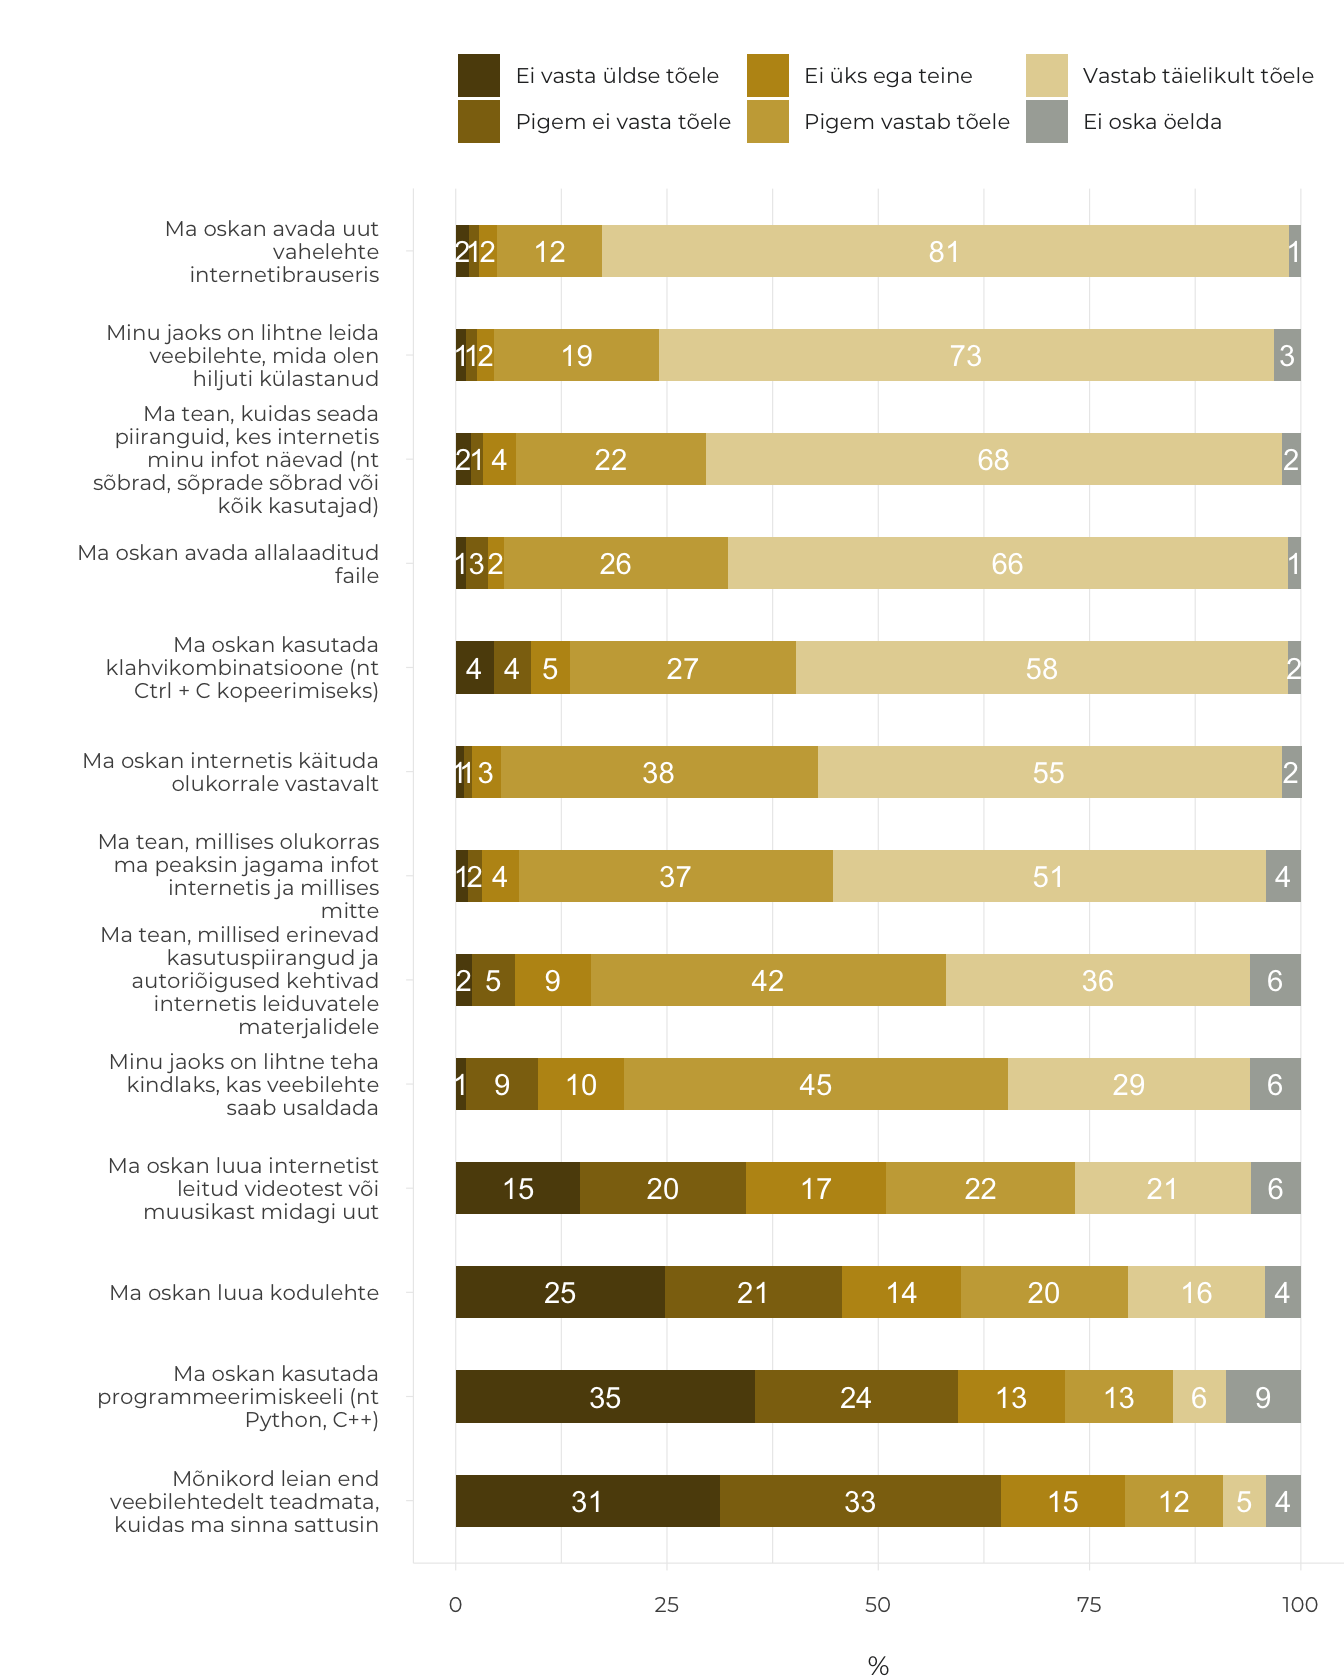 Ei vasta üldse tõele
Ei üks ega teine
Vastab täielikult tõele
Pigem ei vasta tõele
Pigem vastab tõele
Ei oska öelda
Ma oskan avada uut
vahelehte
internetibrauseris
2 1 2 12 81 1
Minu jaoks on lihtne leida
veebilehte, mida olen
hiljuti külastanud
1 1 2 19 73 3
Ma tean, kuidas seada
piiranguid, kes internetis
minu infot näevad (nt
sõbrad, sõprade sõbrad või
kõik kasutajad)
2 1 4 22 68 2
Ma oskan avada allalaaditud
faile
1 3 2 26 66 1
Ma oskan kasutada
klahvikombinatsioone (nt
Ctrl + C kopeerimiseks)
4 4 5 27 58 2
Ma oskan internetis käituda
olukorrale vastavalt
1 1 3 38 55 2
Ma tean, millises olukorras
ma peaksin jagama infot
internetis ja millises
mitte
1 2 4 37 51 4
Ma tean, millised erinevad
kasutuspiirangud ja
autoriõigused kehtivad
internetis leiduvatele
materjalidele
2 5 9 42 36 6
Minu jaoks on lihtne teha
kindlaks, kas veebilehte
saab usaldada
1 9 10 45 29 6
Ma oskan luua internetist
leitud videotest või
muusikast midagi uut
15 20 17 22 21 6
Ma oskan luua kodulehte
25 21 14 20 16 4
Ma oskan kasutada
programmeerimiskeeli (nt
Python, C++)
35 24 13 13 6 9
Mõnikord leian end
veebilehtedelt teadmata,
kuidas ma sinna sattusin
31 33 15 12 5 4
0 25 50 75 100
%